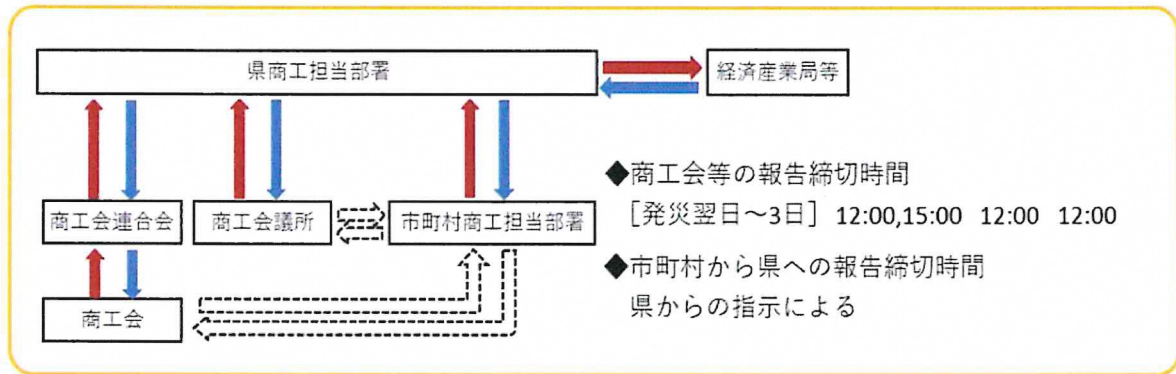 県商工担当部署
経済産業局等
商工会連合会
商工会議所
市町村商工担当部署
商工会
◆商工会等の報告締切時間
［発災翌日～3日］ 12:00,15:00 12:00 12:00
◆市町村から県への報告締切時間
県からの指示による